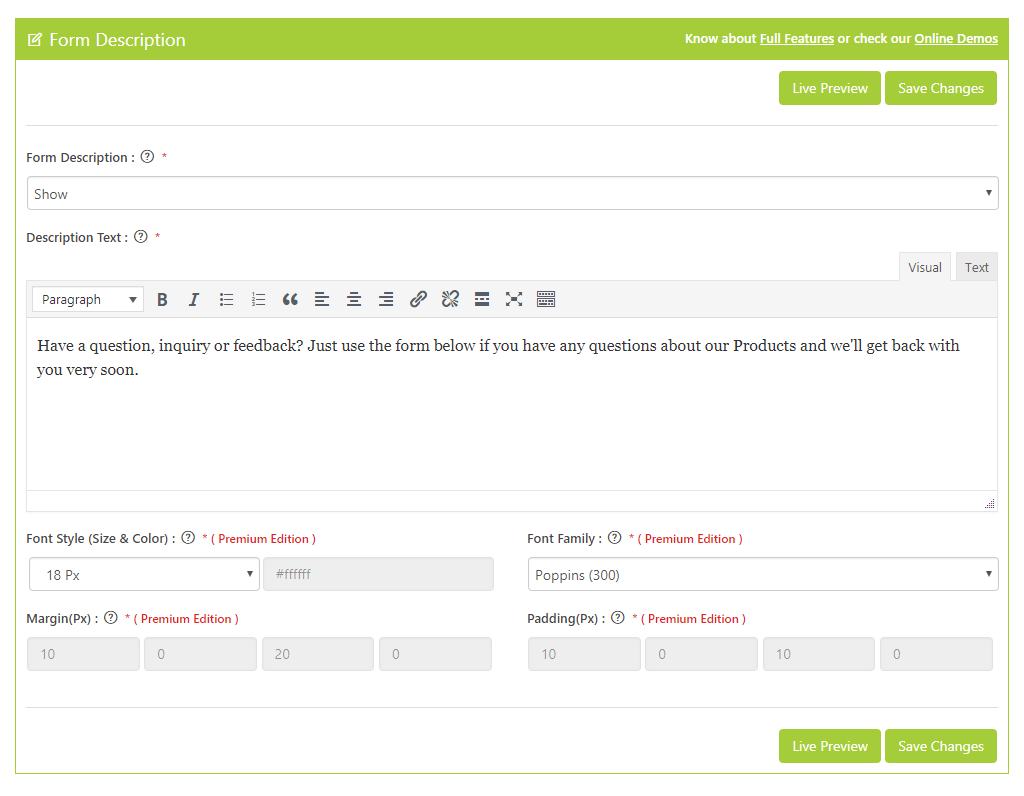 Form Description
Know about Full Features or check our Online Demos
Live Preview Save Changes
Form Description : ? *
Show
Description Text : ? *
Visual Text
Paragraph B I
Have a question, inquiry or feedback? Just use the form below if you have any questions about our Products and we'll get back with
you very soon.
Font Style (Size & Color) : ? * ( Premium Edition )
Font Family : ? * ( Premium Edition )
18 Px #ffffff
Poppins (300)
Margin(Px) : ? * ( Premium Edition )
Padding(Px) : ? * ( Premium Edition )
10 0 20 0
10 0 10 0
Live Preview Save Changes